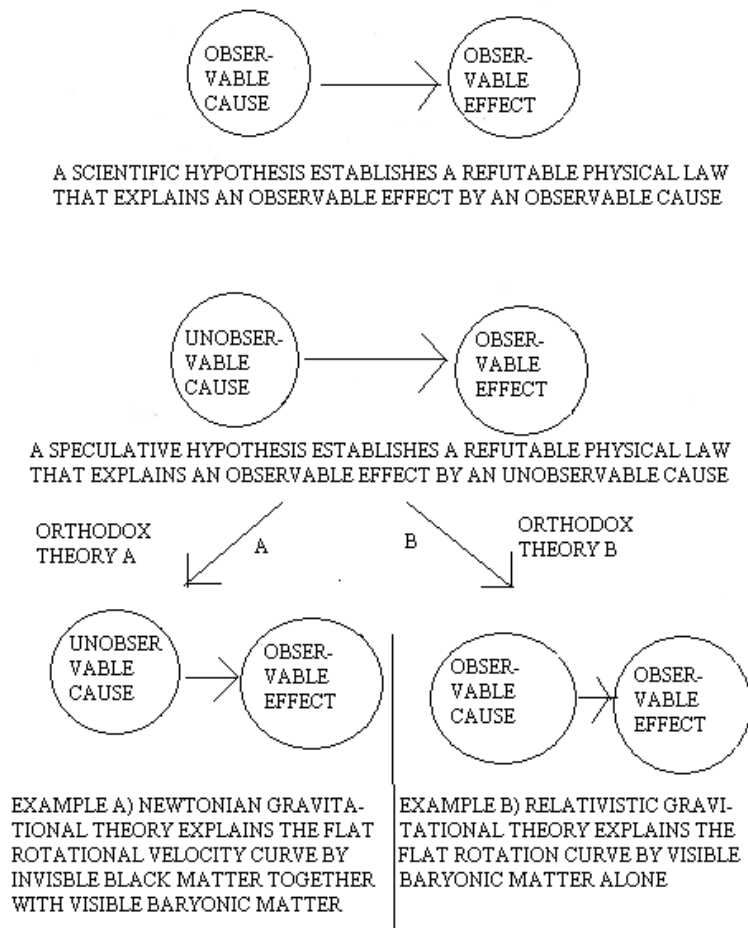 OBSER-
VABLE
CAUSE
OBSER-
VABLE
EFFECT
A SCIENTIFIC HYPOTHESIS ESTABLISHES A REFUTABLE PHYSICAL LAW
THAT EXPLAINS AN OBSERVABLE EFFECT BY AN OBSERVABLE CAUSE
UNOBSER-
VABLE
CAUSE
OBSER-
VABLE
EFFECT
A SPECULATIVE HYPOTHESIS ESTABLISHES A REFUTABLE PHYSICAL LAW
THAT EXPLAINS AN OBSERVABLE EFFECT BY AN UNOBSERVABLE CAUSE
ORTHODOX
THEORY A
A
B
ORTHODOX
THEORY B
UNOBSER
VABLE
CAUSE
OBSER-
VABLE
EFFECT
OBSER-
VABLE
CAUSE
OBSER-
VABLE
EFFECT
EXAMPLE A) NEWTONIAN GRAVITA-
TIONAL THEORY EXPLAINS THE FLAT
ROTATIONAL VELOCITY CURVE BY
INVISBLE BLACK MATTER TOGETHER
WITH VISIBLE BARYONIC MATTER
EXAMPLE B) RELATIVISTIC GRAVI-
TATIONAL THEORY EXPLAINS THE
FLAT ROTATION CURVE BY VISIBLE
BARYONIC MATTER ALONE